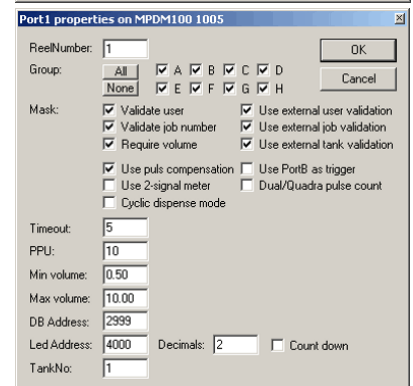 Port1 properties on MPDM100 1005
ReelNumber: 1 OK
Group: All A B C D
None E F G H Cancel
Mask: Validate user Use external user validation
Validate job number Use external job validation
Require volume Use external tank validation
Use puls compensation Use PortB as trigger
Use 2-signal meter Dual/Quadra pulse count
Cyclic dispense mode
Timeout: 5
PPU: 10
Min volume: 0.50
Max volume: 10.00
DB Address: 2999
Led Address: 4000 Decimals: 2 Count down
TankNo: 1